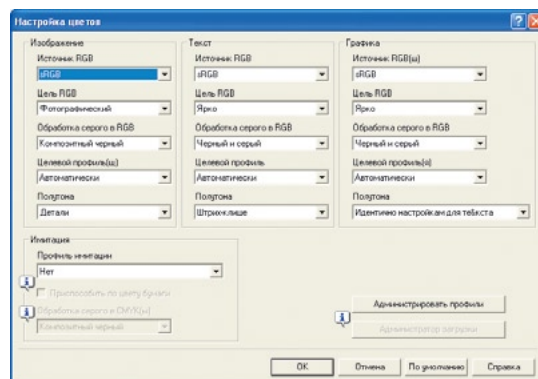 Настройка цветов
Изображение
Источник RGB
sRGB
Цель RGB
Фотографический
Обработка серого в RGB
Композитный черный
Целевой профиль(ш)
Автоматически
Полутона
Детали
Текст
Источник RGB
sRGB
Цель RGB
Ярко
Обработка серого в RGB
Черный и серый
Целевой профиль
Автоматически
Полутона
Штрих-клише
Графика
Источник RGB(ш)
sRGB
Цель RGB
Ярко
Обработка серого в RGB
Черный и серый
Целевой профиль(я)
Автоматически
Полутона
Идентично настройкам для текста
Имитация
Профиль имитации
Нет
Приспособить по цвету бумаги
Обработка серого в CMYK(ы)
Композитный черный
Администрировать профили
Администратор загрузки
OK
Отмена
По умолчанию
Справка